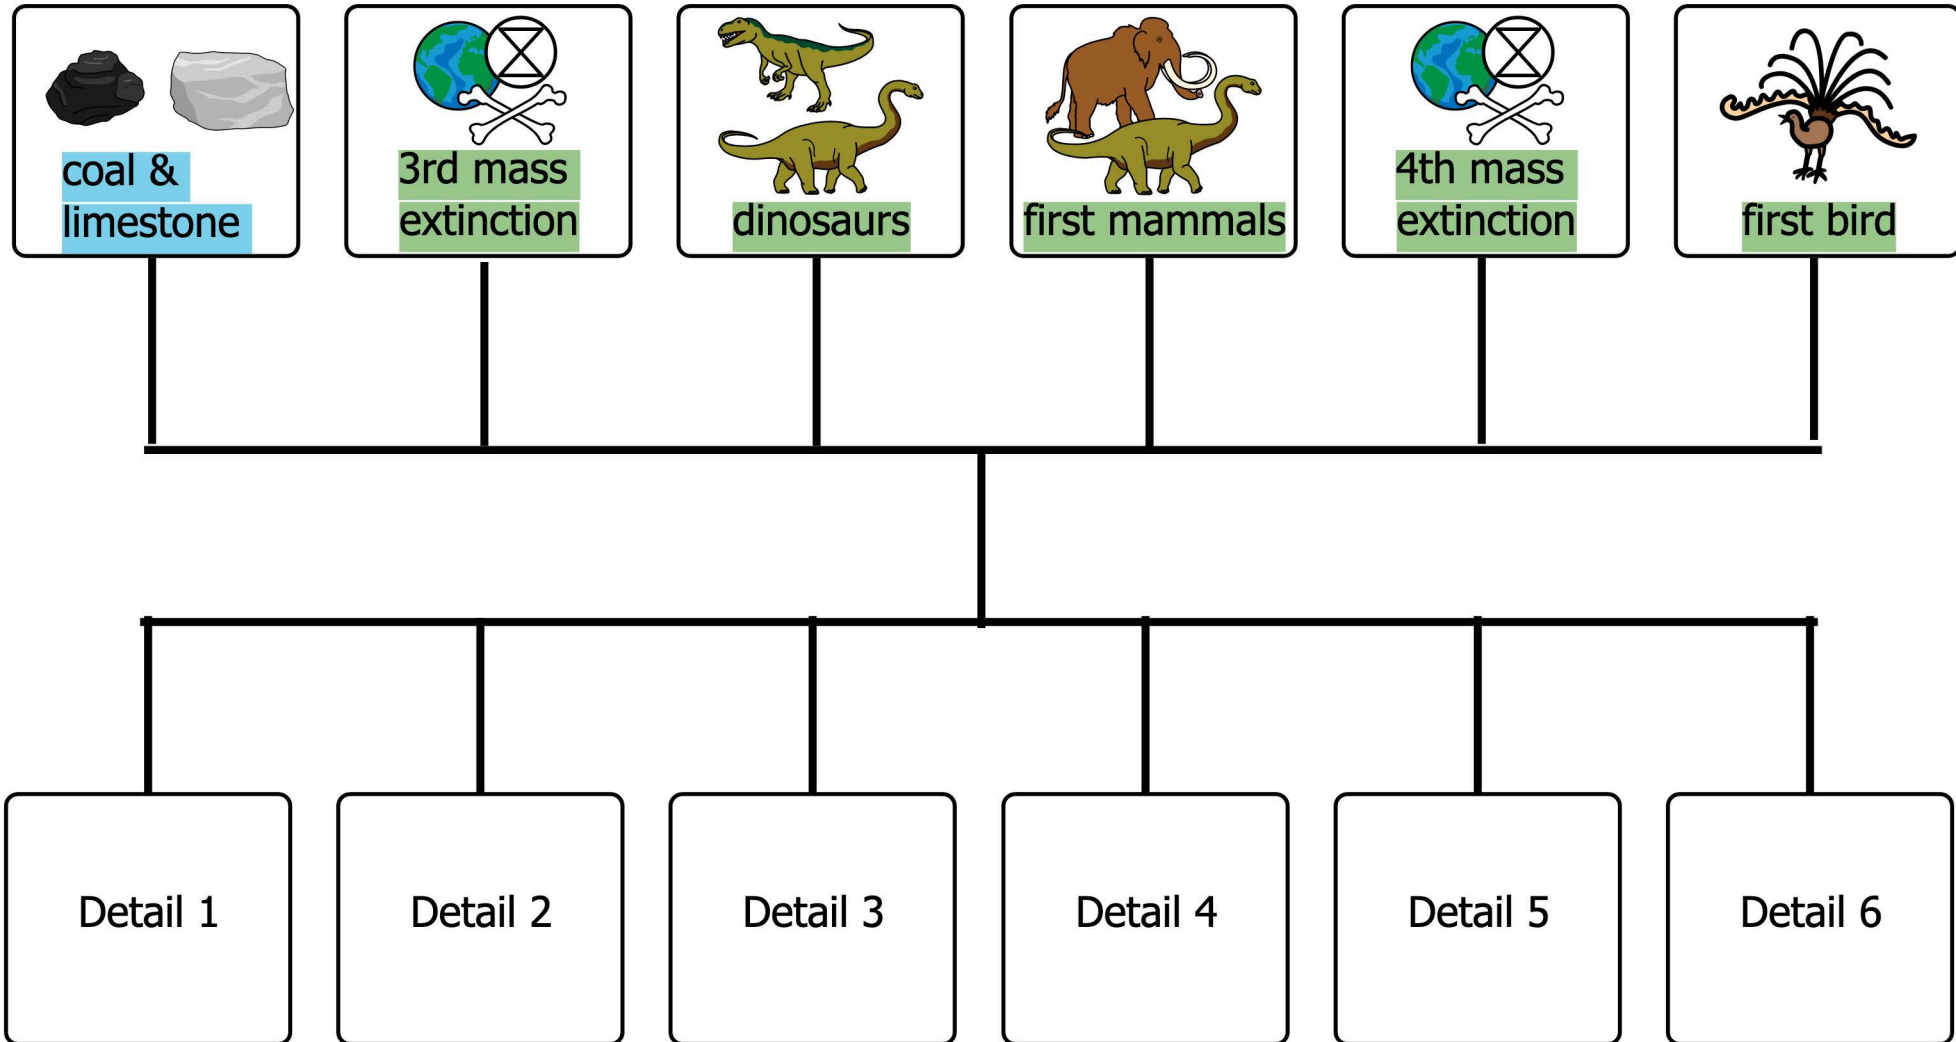 coal &
limestone
3rd mass
extinction
dinosaurs
first mammals
4th mass
extinction
first bird
Detail 1
Detail 2
Detail 3
Detail 4
Detail 5
Detail 6